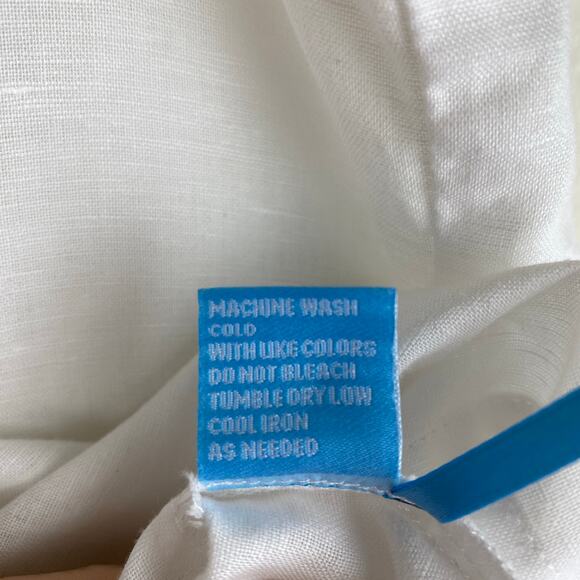 MACHINE WASH
COLD
WITH LIKE COLORS
DO NOT BLEACH
TUMBLE DRY LOW
COOL IRON
AS NEEDED